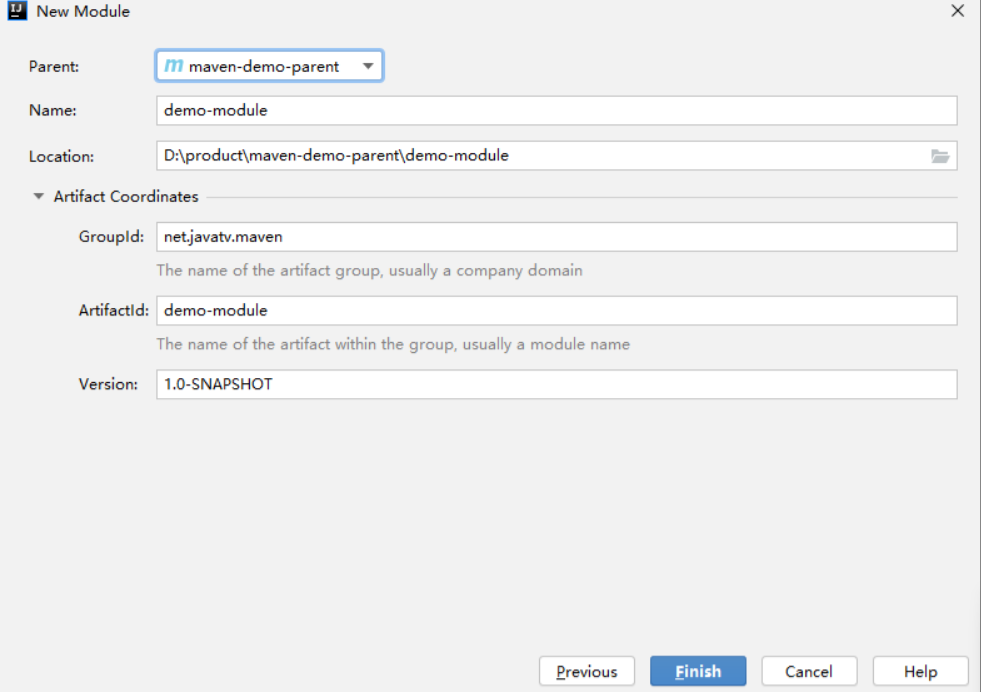 New Module
Parent: maven-demo-parent
Name: demo-module
Location: D:\product\maven-demo-parent\demo-module
Artifact Coordinates
GroupId: net.javatv.maven
The name of the artifact group, usually a company domain
ArtifactId: demo-module
The name of the artifact within the group, usually a module name
Version: 1.0-SNAPSHOT
Previous Finish Cancel Help